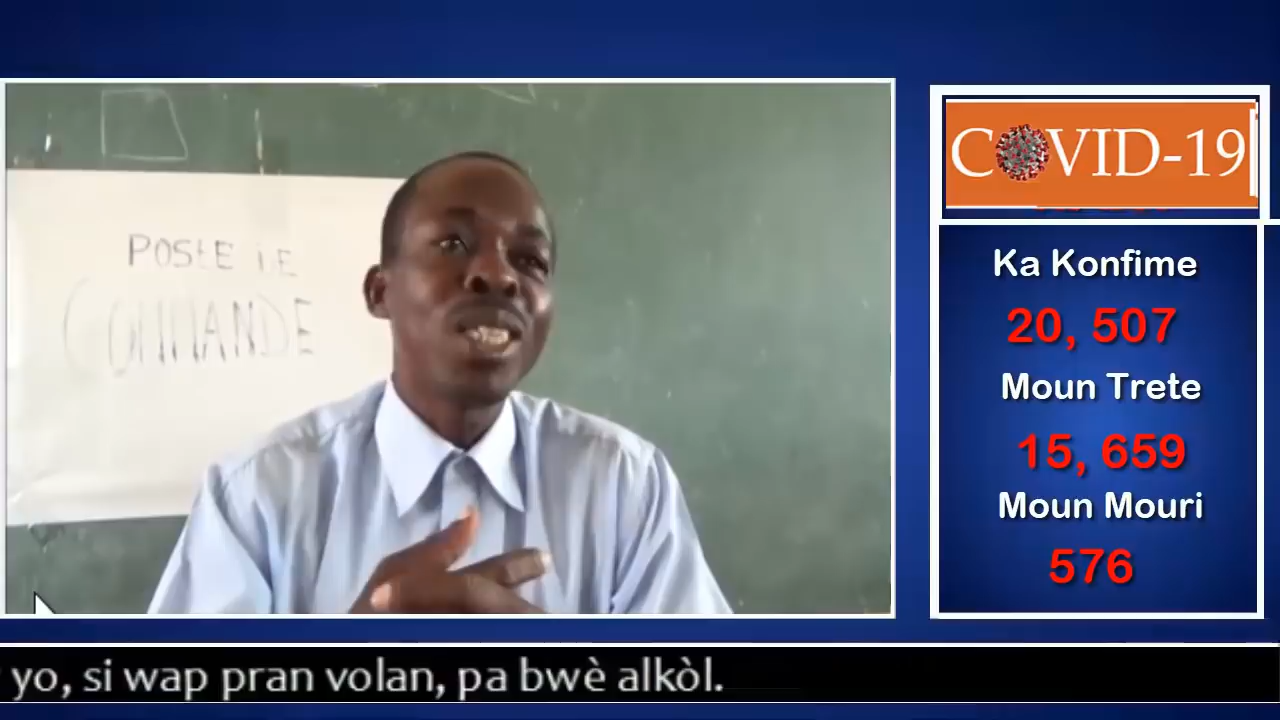 POSTE DE
COMMANDE
COVID-19
Ka Konfime
20, 507
Moun Trete
15, 659
Moun Mouri
576
yo, si wap pran volan, pa bwè alkòl.